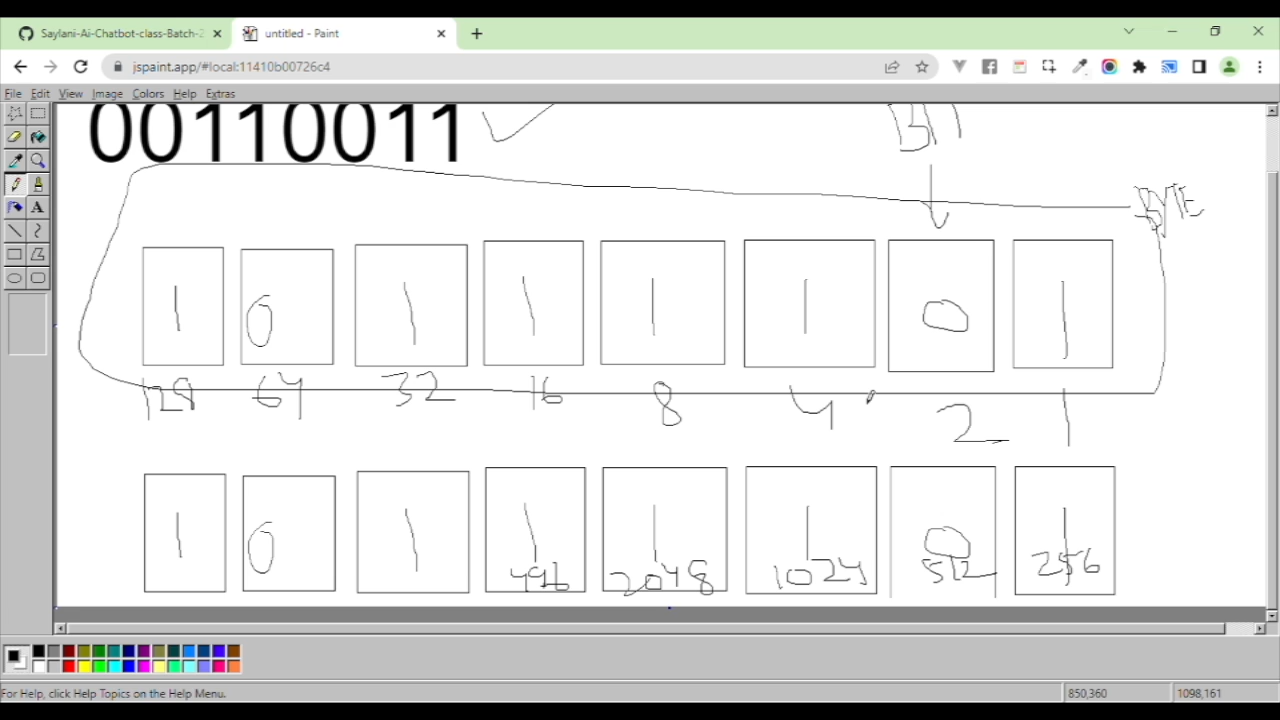 Saylani-Ai-Chatbot-class-Batch-2
untitled - Paint
jspaint.app/#local:11410b00726c4
File Edit View Image Colors Help Extras
00110011
BIT
BYTE
1 0 1 1 1 1 0 1
128 64 32 16 8 4 2 1
1 0 1 1 1 1 0 1
496 2048 1024 512 256
For Help, click Help Topics on the Help Menu.
850,360
1098,161